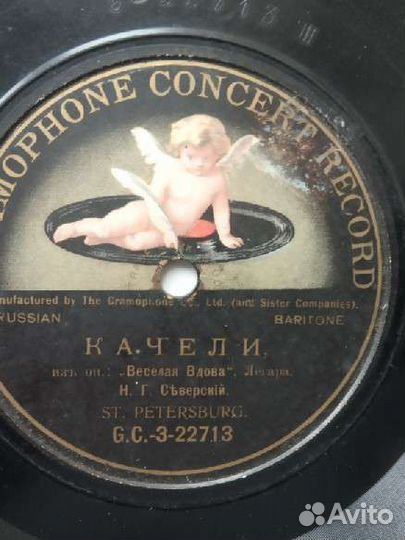 MOPHONE CONCERT RECORD
nufactured by The Gramophone Co., Ltd. (and Sister Companies).
RUSSIAN, BARITONE
КАЧЕЛИ,
изъ оп.: „Веселая Вдова“, Легара.
Н. Г. Сѣверскій.
ST. PETERSBURG.
G.C.-3-22713
Avito